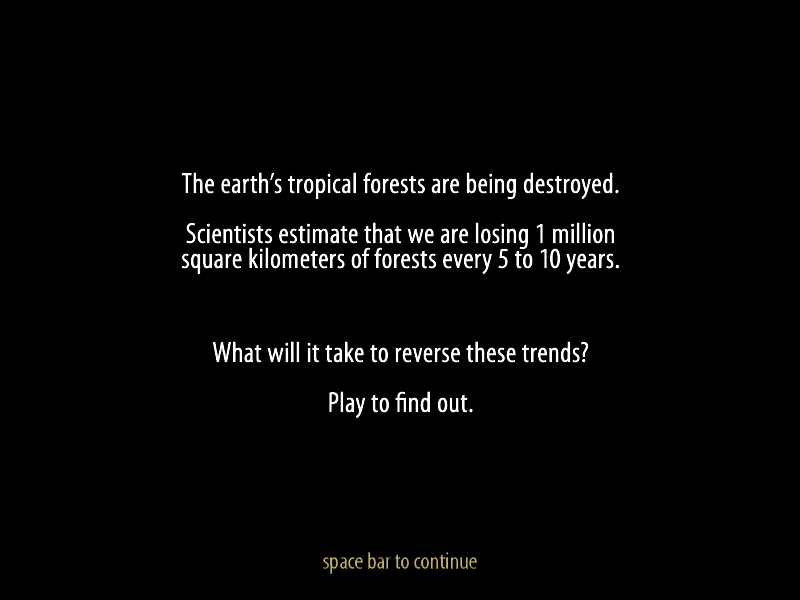 The earth's tropical forests are being destroyed.
Scientists estimate that we are losing 1 million
square kilometers of forests every 5 to 10 years.
What will it take to reverse these trends?
Play to find out.
space bar to continue